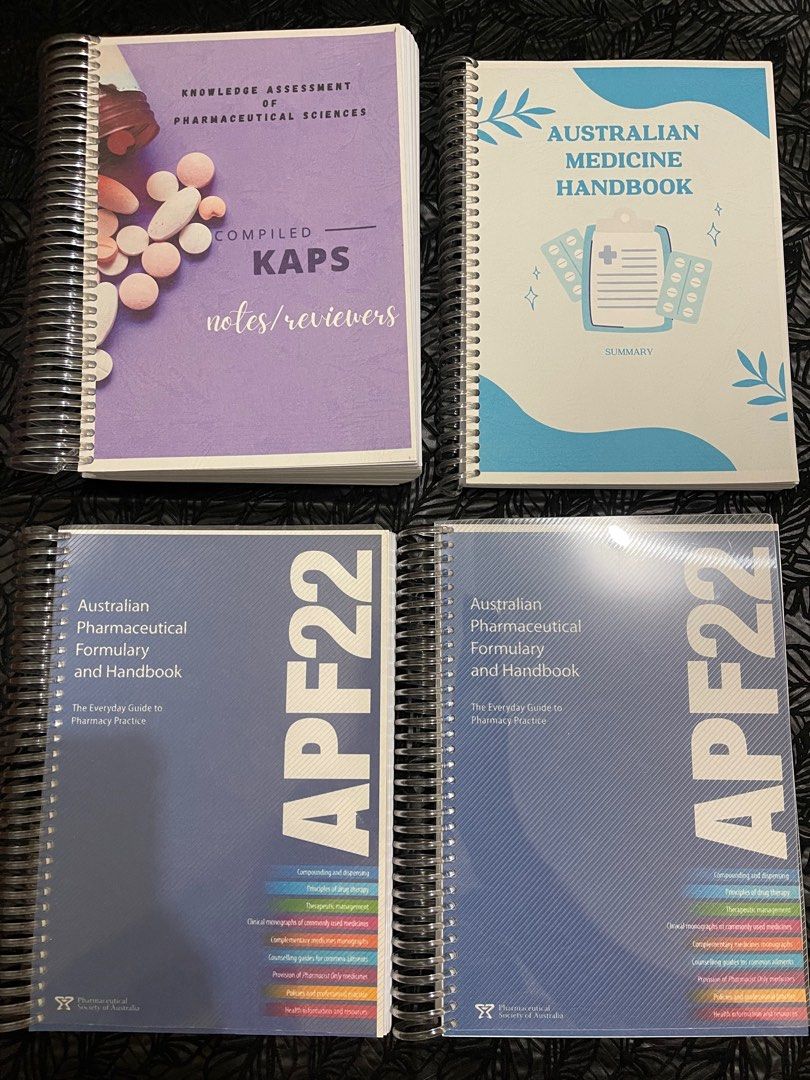 KNOWLEDGE ASSESSMENT
OF
PHARMACEUTICAL SCIENCES
COMPILED
KAPS
notes/reviewers
AUSTRALIAN
MEDICINE
HANDBOOK
SUMMARY
Australian
Pharmaceutical
Formulary
and Handbook
The Everyday Guide to
Pharmacy Practice
APF22
Compounding and dispensing
Principles of drug therapy
Therapeutic management
Clinical monographs of commonly used medicines
Complementary medicines monographs
Counselling guides for common ailments
Provision of Pharmacist Only medicines
Policies and professional practice
Health information and resources
Pharmaceutical
Society of Australia
Australian
Pharmaceutical
Formulary
and Handbook
The Everyday Guide to
Pharmacy Practice
APF22
Compounding and dispensing
Principles of drug therapy
Therapeutic management
Clinical monographs of commonly used medicines
Complementary medicines monographs
Counselling guides for common ailments
Provision of Pharmacist Only medicines
Policies and professional practice
Health information and resources
Pharmaceutical
Society of Australia